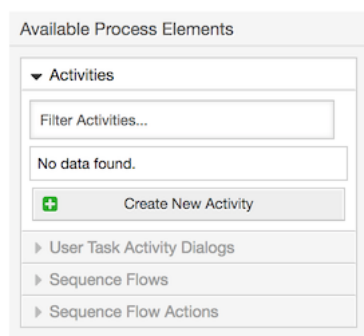 Available Process Elements
Activities
Filter Activities...
No data found.
Create New Activity
User Task Activity Dialogs
Sequence Flows
Sequence Flow Actions